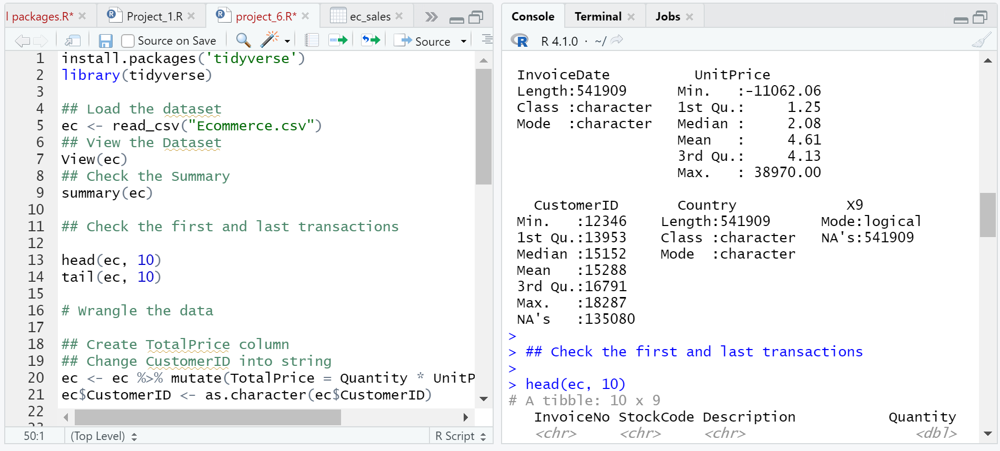 l packages.R* Project_1.R project_6.R* ec_sales
Source on Save Source
1 install.packages('tidyverse')
2 library(tidyverse)
3
4 ## Load the dataset
5 ec <- read_csv("Ecommerce.csv")
6 ## View the Dataset
7 View(ec)
8 ## Check the Summary
9 summary(ec)
10
11 ## Check the first and last transactions
12
13 head(ec, 10)
14 tail(ec, 10)
15
16 # Wrangle the data
17
18 ## Create TotalPrice column
19 ## Change CustomerID into string
20 ec <- ec %>% mutate(TotalPrice = Quantity * UnitP
21 ec$CustomerID <- as.character(ec$CustomerID)
22
50:1 (Top Level) R Script
Console Terminal Jobs
R 4.1.0 · ~/
InvoiceDate UnitPrice
Length:541909 Min. :-11062.06
Class :character 1st Qu.: 1.25
Mode :character Median : 2.08
Mean : 4.61
3rd Qu.: 4.13
Max. : 38970.00
CustomerID Country X9
Min. :12346 Length:541909 Mode:logical
1st Qu.:13953 Class :character NA's:541909
Median :15152 Mode :character
Mean :15288
3rd Qu.:16791
Max. :18287
NA's :135080
>
> ## Check the first and last transactions
>
> head(ec, 10)
# A tibble: 10 x 9
InvoiceNo StockCode Description Quantity
<chr> <chr> <chr> <dbl>